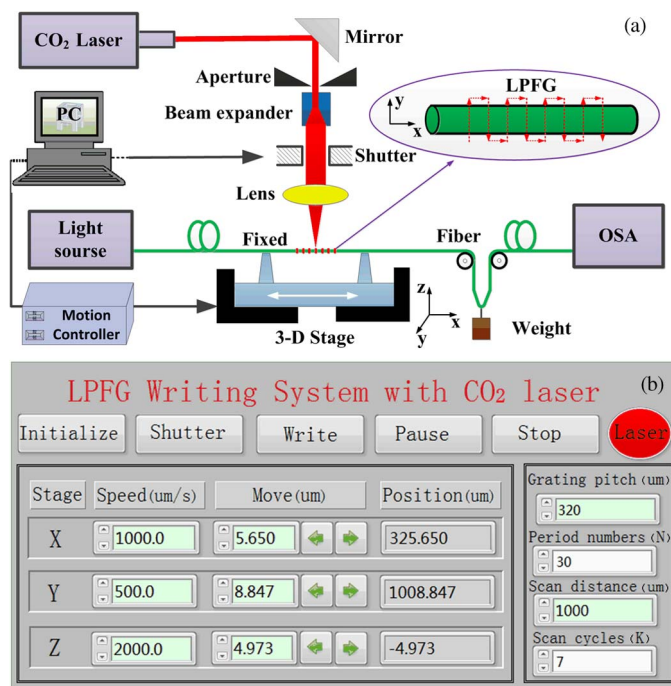 (a)
CO2 Laser
Mirror
Aperture
LPFG
y
x
Beam expander
PC
Shutter
Lens
Light
sourse
Fixed
Fiber
OSA
Motion
Controller
z
x
y
3-D Stage
Weight
LPFG Writing System with CO2 laser
(b)
Initialize Shutter Write Pause Stop Laser
Stage Speed(um/s) Move(um) Position(um)
X 1000.0 5.650 325.650
Y 500.0 8.847 1008.847
Z 2000.0 4.973 -4.973
Grating pitch (um)
320
Period numbers (N)
30
Scan distance (um)
1000
Scan cycles (K)
7